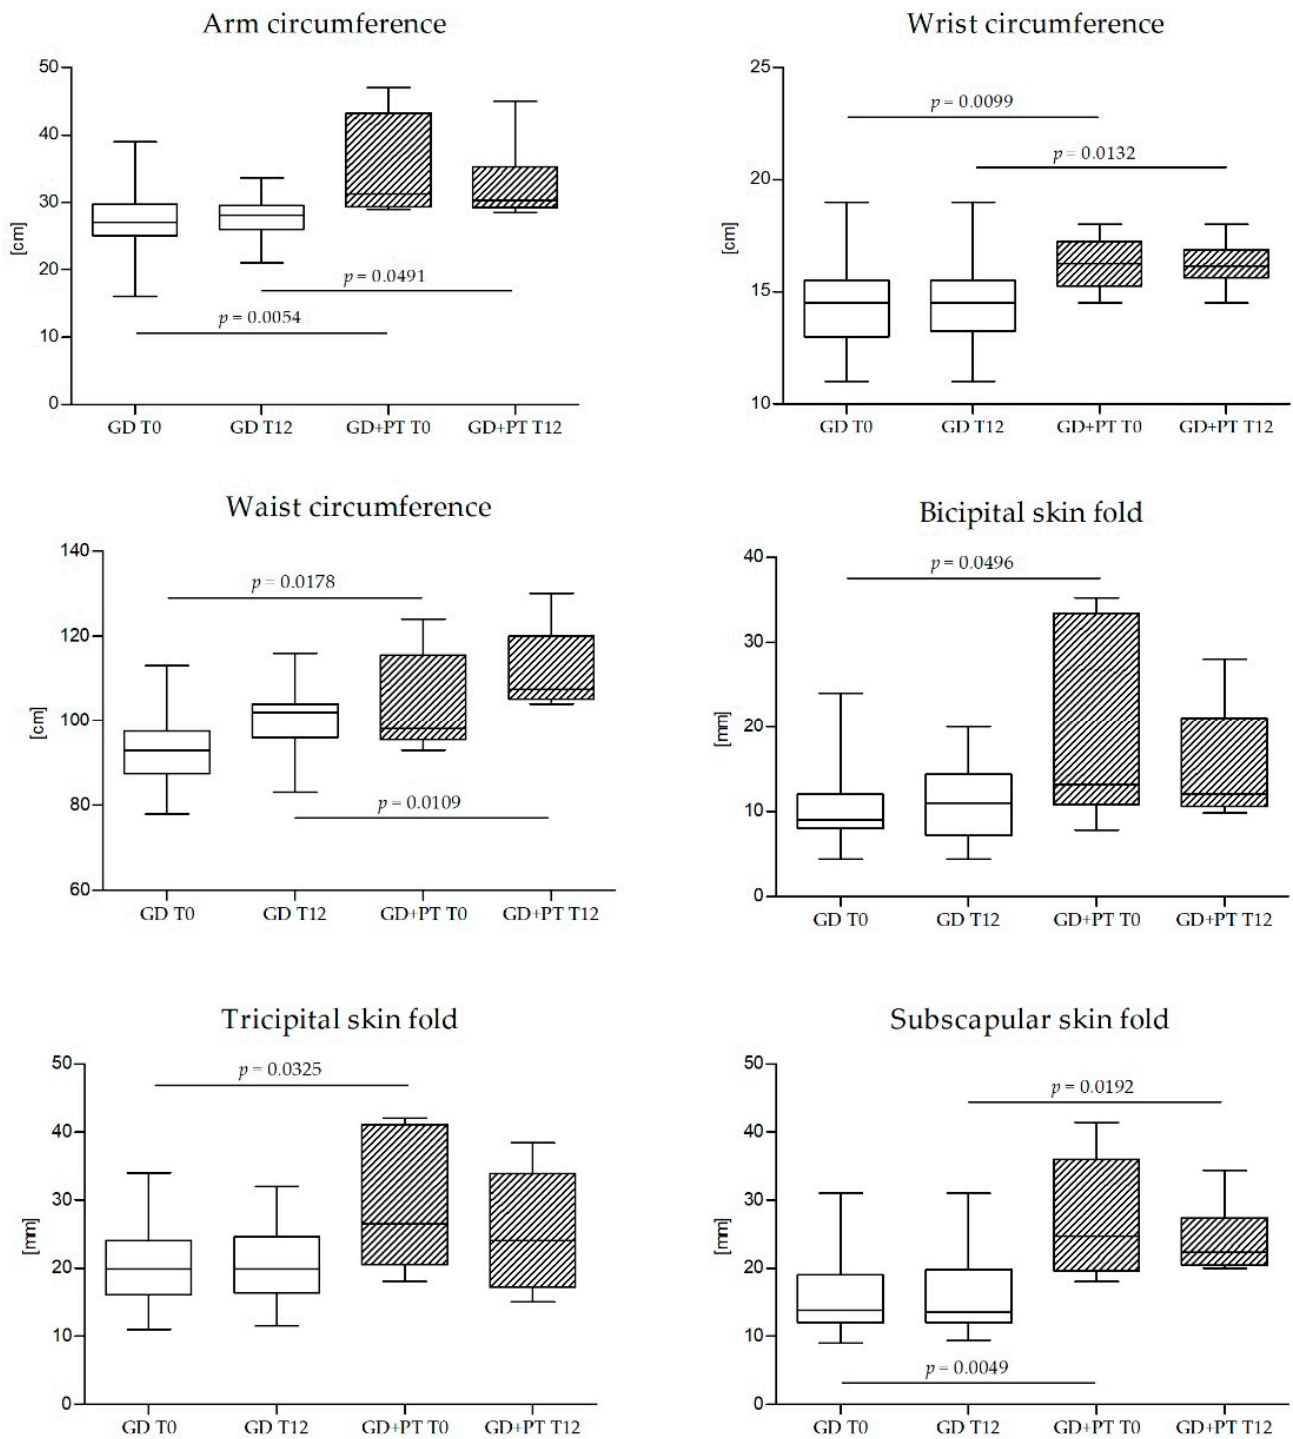 Arm circumference
50
40
30
20
10
0
[cm]
p = 0.0491
p = 0.0054
GD T0 GD T12 GD+PT T0 GD+PT T12
Wrist circumference
25
20
15
10
[cm]
p = 0.0099
p = 0.0132
GD T0 GD T12 GD+PT T0 GD+PT T12
Waist circumference
140
120
100
80
60
[cm]
p = 0.0178
p = 0.0109
GD T0 GD T12 GD+PT T0 GD+PT T12
Bicipital skin fold
40
30
20
10
0
[mm]
p = 0.0496
GD T0 GD T12 GD+PT T0 GD+PT T12
Tricipital skin fold
50
40
30
20
10
0
[mm]
p = 0.0325
GD T0 GD T12 GD+PT T0 GD+PT T12
Subscapular skin fold
50
40
30
20
10
0
[mm]
p = 0.0192
p = 0.0049
GD T0 GD T12 GD+PT T0 GD+PT T12